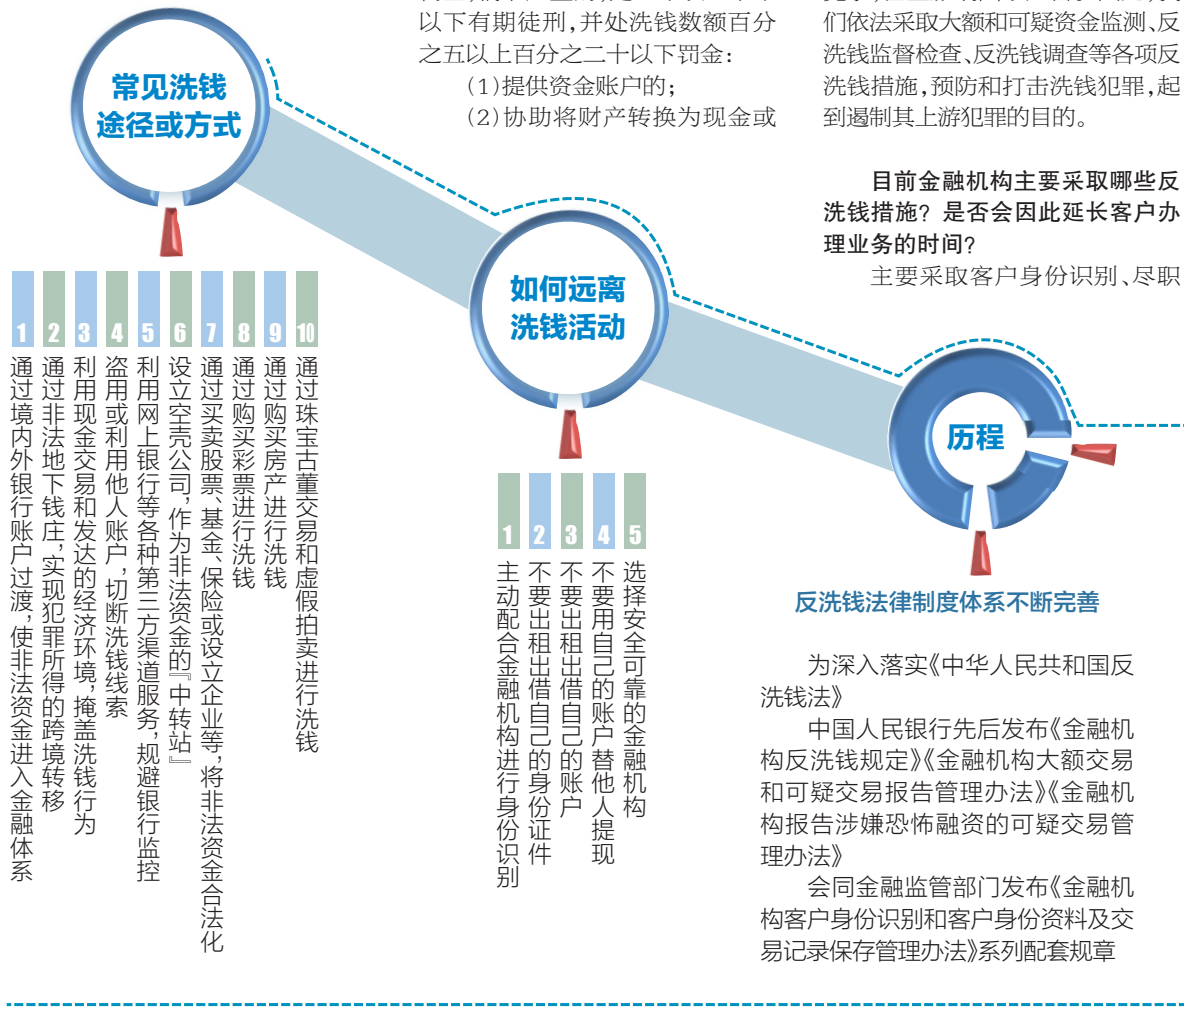 以下有期徒刑,并处洗钱数额百分
之五以上百分之二十以下罚金:
(1)提供资金账户的;
(2)协助将财产转换为现金或
们依法采取大额和可疑资金监测、反
洗钱监督检查、反洗钱调查等各项反
洗钱措施,预防和打击洗钱犯罪,起
到遏制其上游犯罪的目的。
目前金融机构主要采取哪些反
洗钱措施?是否会因此延长客户办
理业务的时间?
主要采取客户身份识别、尽职
常见洗钱
途径或方式
1
通过境内外银行账户过渡,使非法资金进入金融体系
2
通过非法地下钱庄,实现犯罪所得的跨境转移
3
利用现金交易和发达的经济环境,掩盖洗钱行为
4
盗用或利用他人账户,切断洗钱线索
5
利用网上银行等各种第三方渠道服务,规避银行监控
6
设立空壳公司,作为非法资金的『中转站』
7
通过买卖股票、基金、保险或设立企业等,将非法资金合法化
8
通过购买彩票进行洗钱
9
通过购买房产进行洗钱
10
通过珠宝古董交易和虚假拍卖进行洗钱
如何远离
洗钱活动
1
主动配合金融机构进行身份识别
2
不要出租出借自己的身份证件
3
不要出租出借自己的账户
4
不要用自己的账户替他人提现
5
选择安全可靠的金融机构
历程
反洗钱法律制度体系不断完善
为深入落实《中华人民共和国反
洗钱法》
中国人民银行先后发布《金融机
构反洗钱规定》《金融机构大额交易
和可疑交易报告管理办法》《金融机
构报告涉嫌恐怖融资的可疑交易管
理办法》
会同金融监管部门发布《金融机
构客户身份识别和客户身份资料及交
易记录保存管理办法》系列配套规章